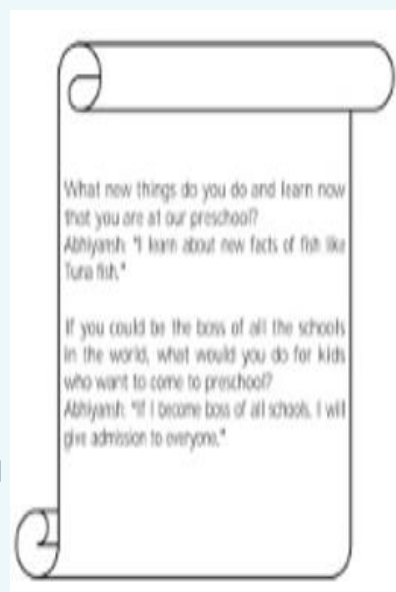 What new things do you do and learn now
that you are at our preschool?
Abhiyansh: "I learn about new facts of fish like
Tuna fish."
If you could be the boss of all the schools
in the world, what would you do for kids
who want to come to preschool?
Abhiyansh: "If I become boss of all schools, I will
give admission to everyone."